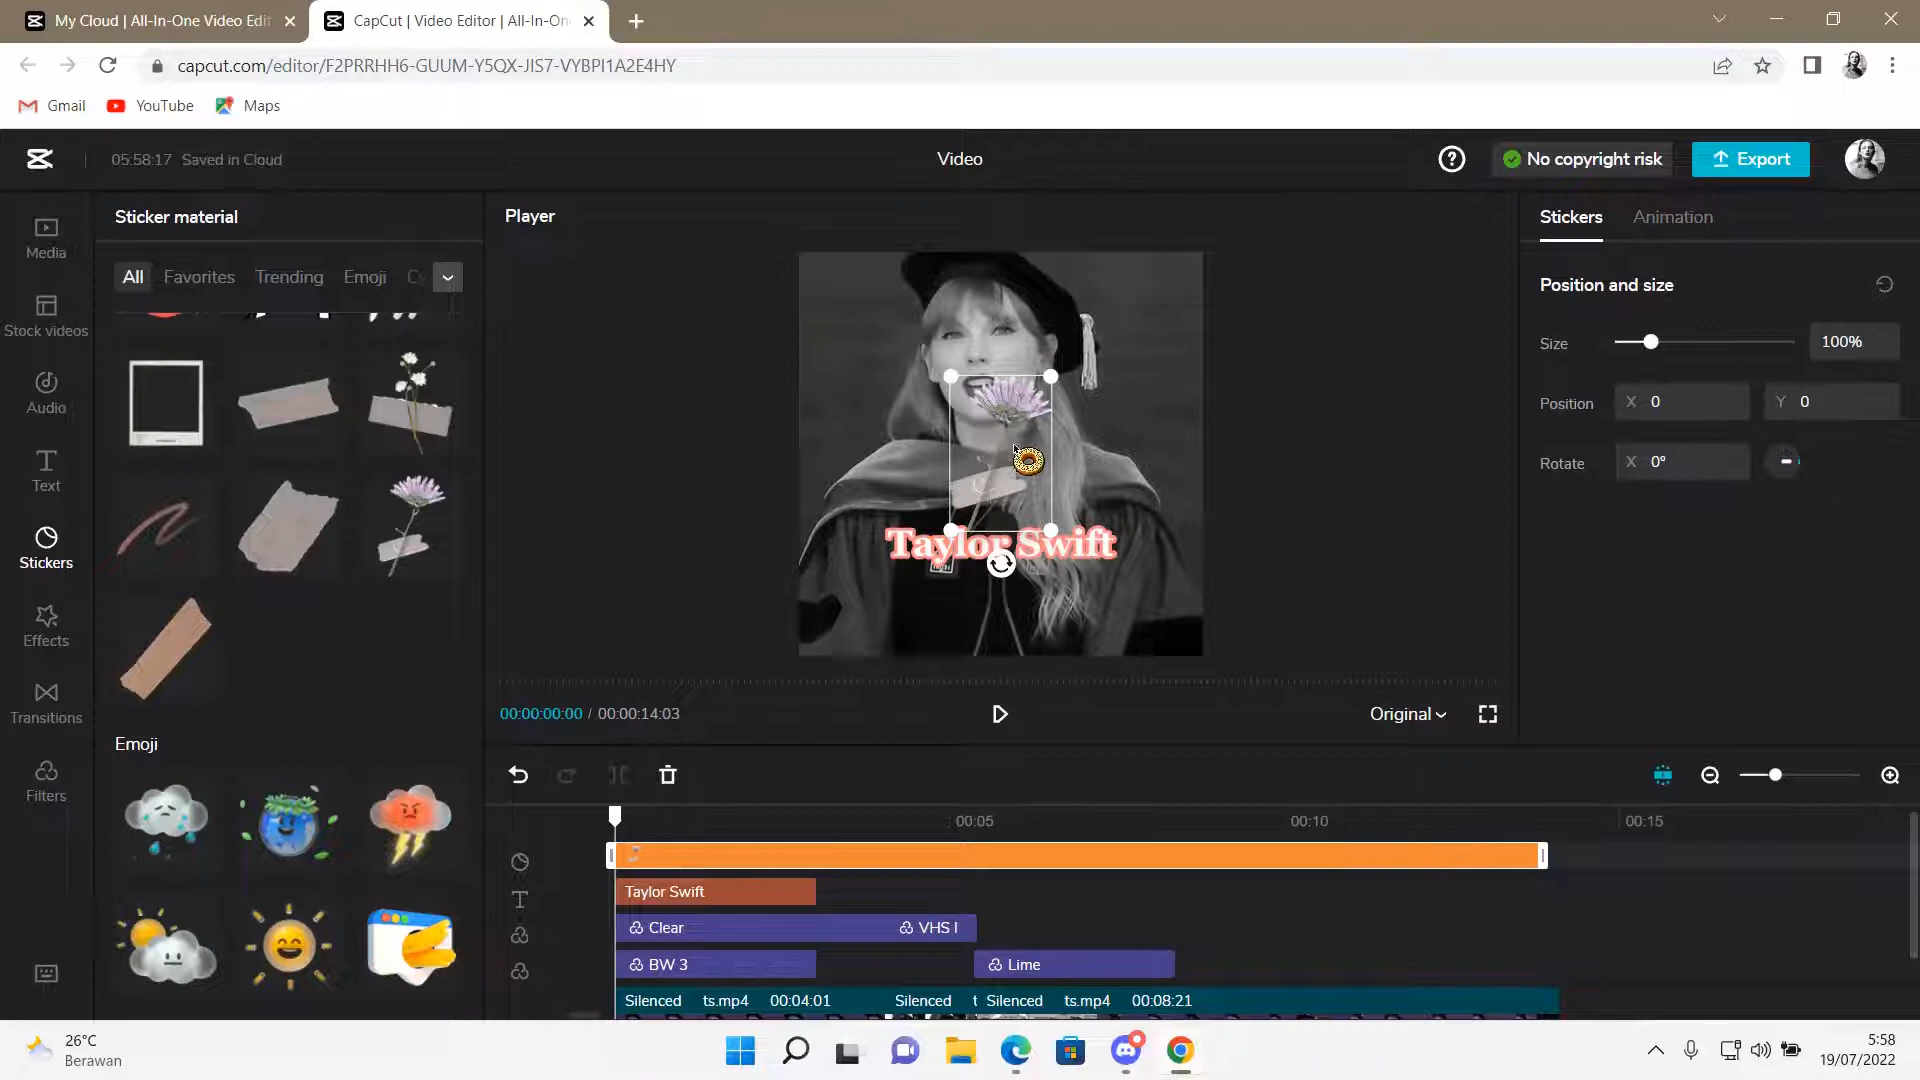 My Cloud | All-In-One Video Edit
CapCut | Video Editor | All-In-On
capcut.com/editor/F2PRRHH6-GUUM-Y5QX-JIS7-VYBPI1A2E4HY
Gmail YouTube Maps
05:58:17 Saved in Cloud
Video
No copyright risk
Export
Media
Stock videos
Audio
Text
Stickers
Effects
Transitions
Filters
Sticker material
All Favorites Trending Emoji
Emoji
Player
Taylor Swift
00:00:00:00 / 00:00:14:03
Original
Stickers Animation
Position and size
Size 100%
Position X 0 Y 0
Rotate X 0°
00:05 00:10 00:15
Taylor Swift
Clear VHS I
BW 3 Lime
Silenced ts.mp4 00:04:01 Silenced t Silenced ts.mp4 00:08:21
26°C
Berawan
5:58
19/07/2022